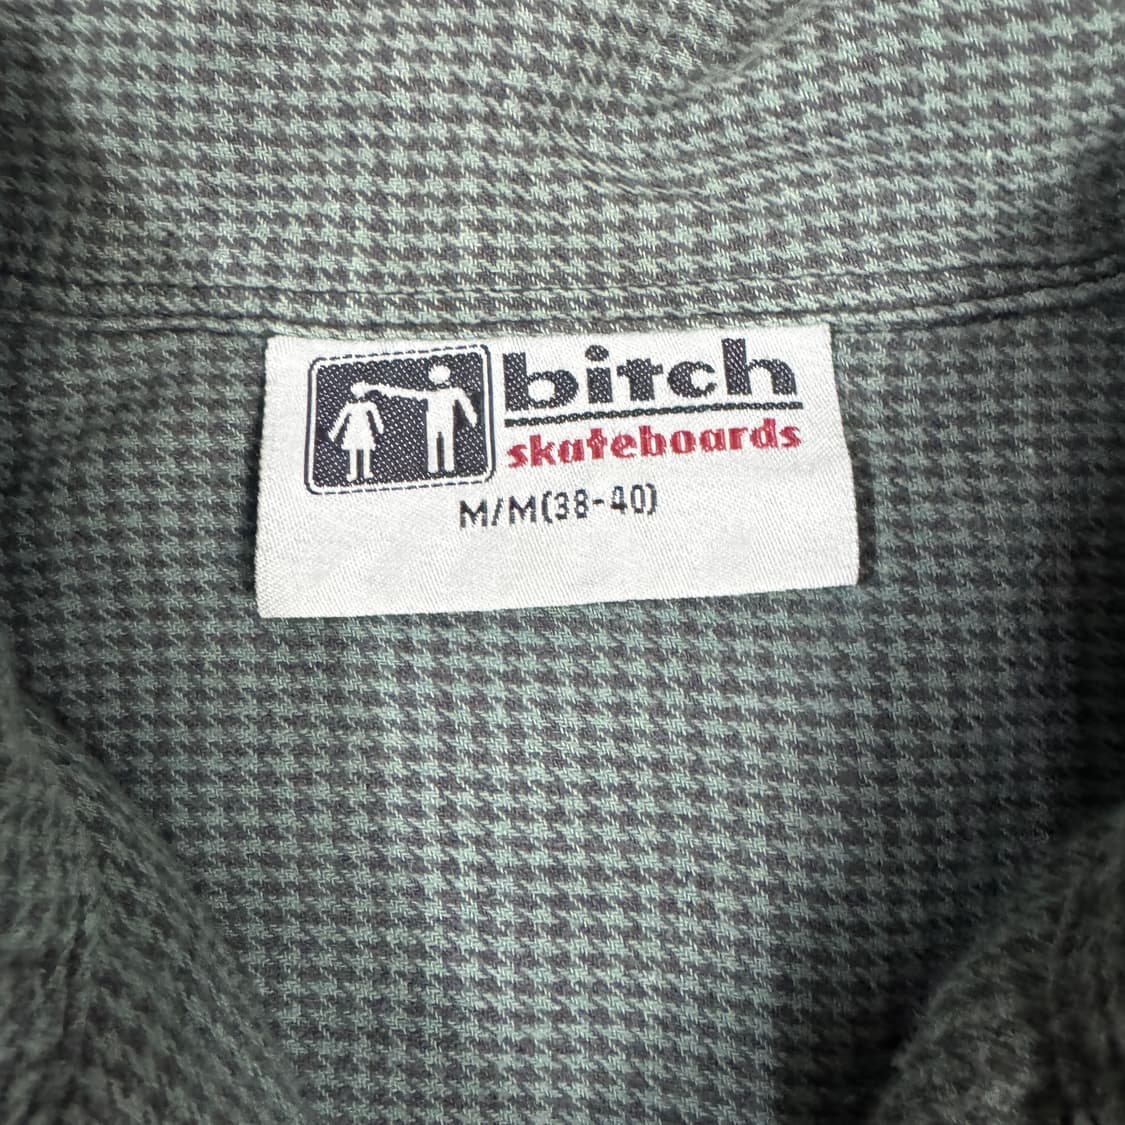 bitch
skateboards
M/M(38-40)